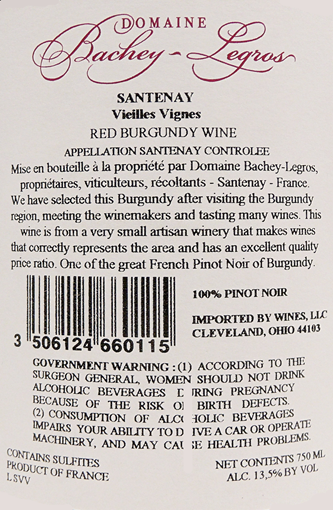 DOMAINE
Bachey-Legros
SANTENAY
Vieilles Vignes
RED BURGUNDY WINE
APPELLATION SANTENAY CONTROLEE
Mise en bouteille à la propriété par Domaine Bachey-Legros,
propriétaires, viticulteurs, récoltants - Santenay - France.
We have selected this Burgundy after visiting the Burgundy
region, meeting the winemakers and tasting many wines. This
wine is from a very small artisan winery that makes wines
that correctly represents the area and has an excellent quality
price ratio. One of the great French Pinot Noir of Burgundy.
100% PINOT NOIR
IMPORTED BY WINES, LLC
CLEVELAND, OHIO 44103
3 506124 660115
GOVERNMENT WARNING : (1) ACCORDING TO THE
SURGEON GENERAL, WOMEN SHOULD NOT DRINK
ALCOHOLIC BEVERAGES D RING PREGNANCY
BECAUSE OF THE RISK O BIRTH DEFECTS.
(2) CONSUMPTION OF ALC HOLIC BEVERAGES
IMPAIRS YOUR ABILITY TO D IVE A CAR OR OPERATE
MACHINERY, AND MAY CAU SE HEALTH PROBLEMS.
CONTAINS SULFITES
PRODUCT OF FRANCE
LSVV
NET CONTENTS 750 ML
ALC. 13,5% BY VOL